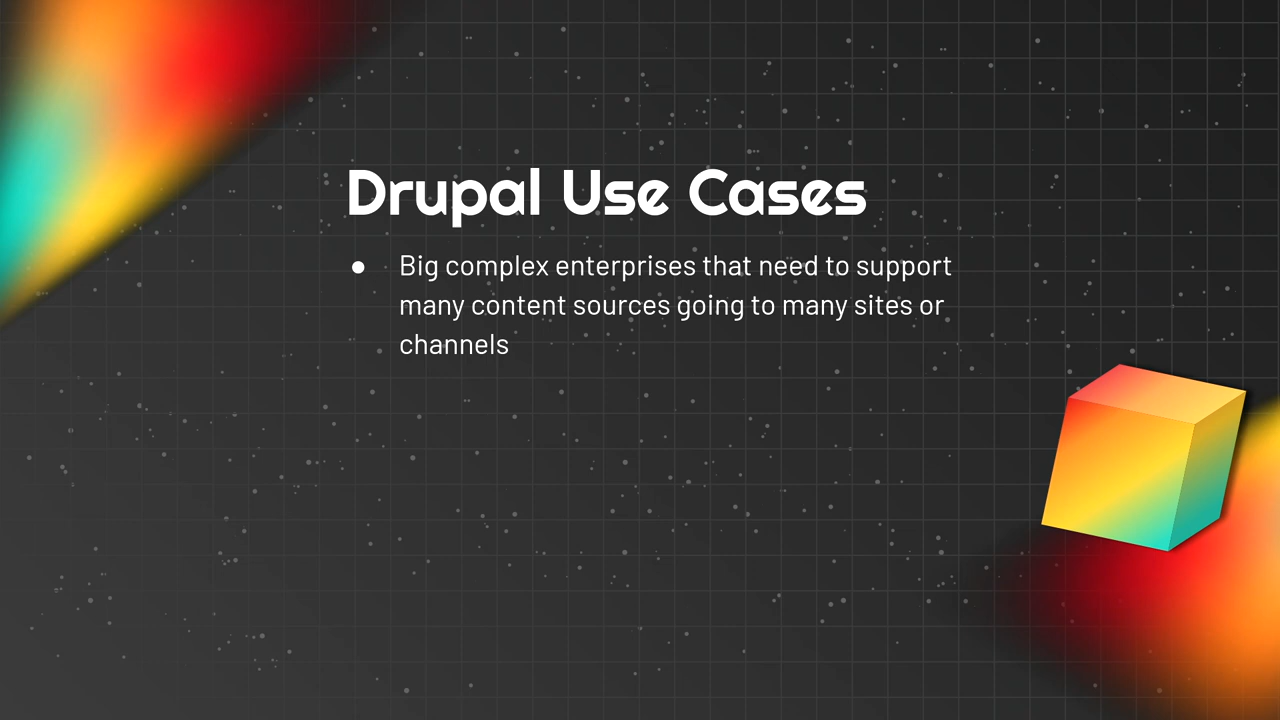 Drupal Use Cases
● Big complex enterprises that need to support
many content sources going to many sites or
channels